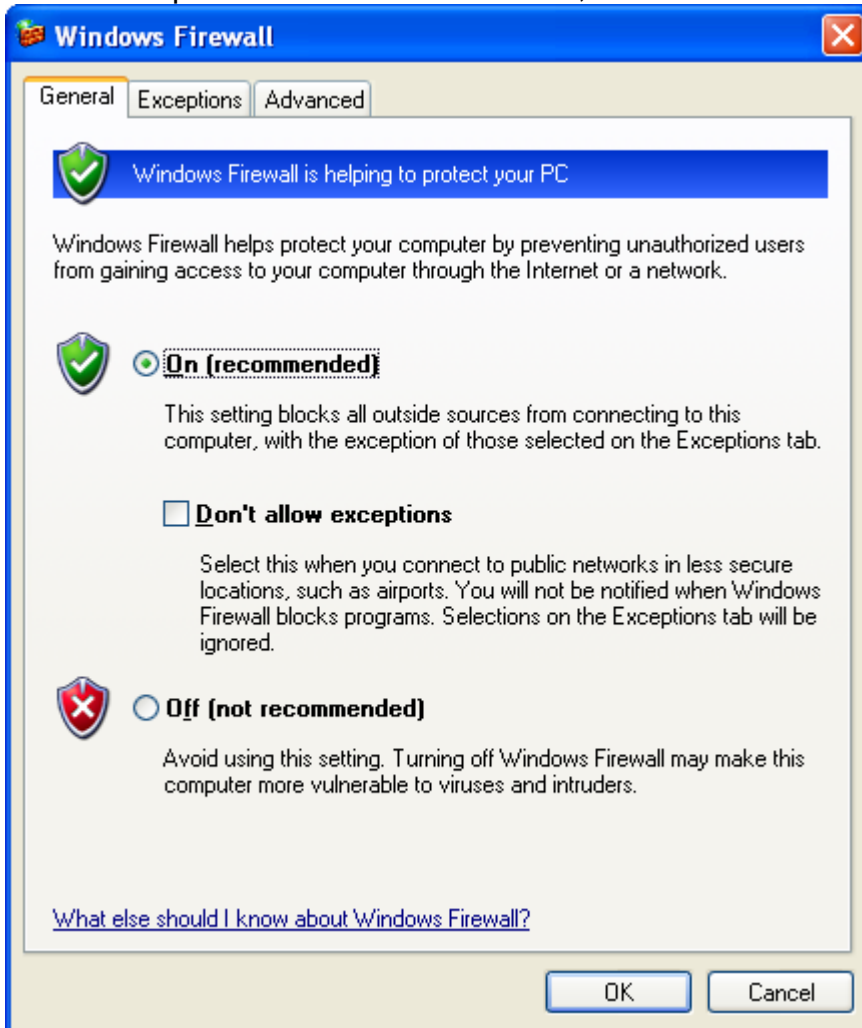 Windows Firewall
General Exceptions Advanced
Windows Firewall is helping to protect your PC
Windows Firewall helps protect your computer by preventing unauthorized users
from gaining access to your computer through the Internet or a network.
On (recommended)
This setting blocks all outside sources from connecting to this
computer, with the exception of those selected on the Exceptions tab.
Don't allow exceptions
Select this when you connect to public networks in less secure
locations, such as airports. You will not be notified when Windows
Firewall blocks programs. Selections on the Exceptions tab will be
ignored.
Off (not recommended)
Avoid using this setting. Turning off Windows Firewall may make this
computer more vulnerable to viruses and intruders.
What else should I know about Windows Firewall?
OK Cancel